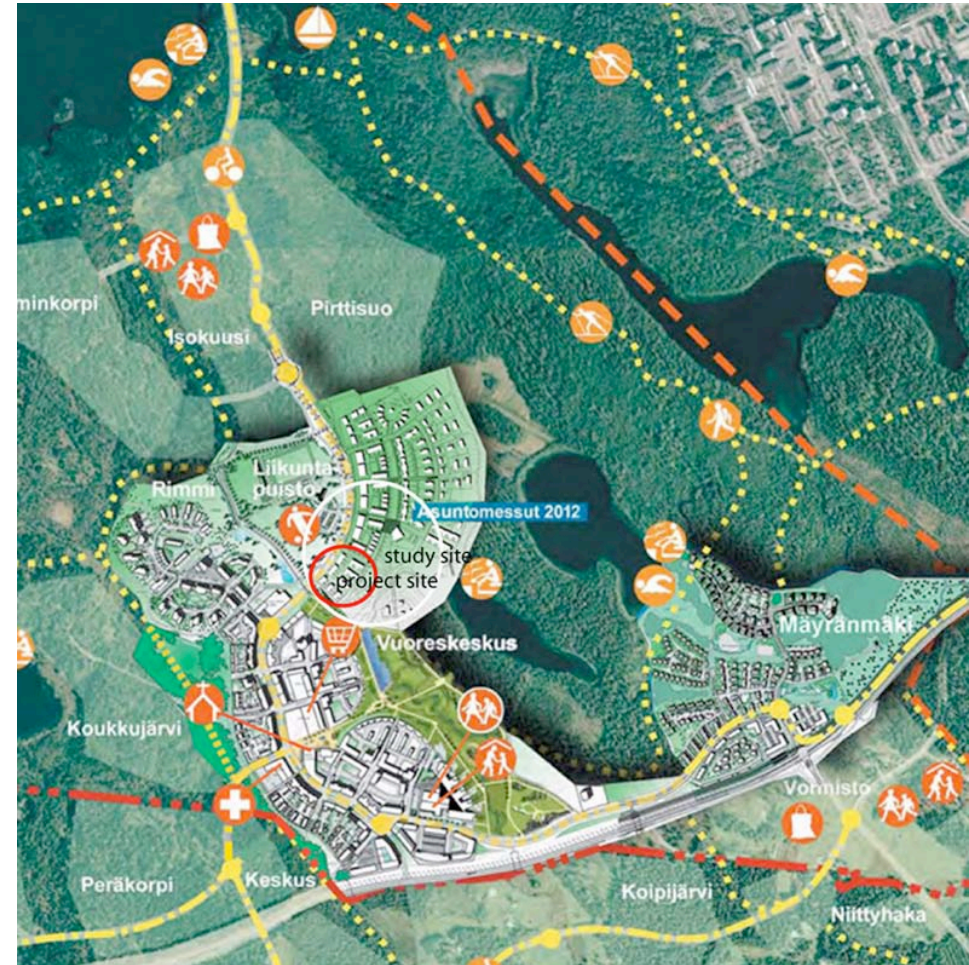 Pirttisuo
minkorpi
Isokuusi
Liikunta-
puisto
Rimmi
Asuntomessut 2012
study site
project site
Mäyränmäki
Vuoreskeskus
Koukkujärvi
Vormisto
Peräkorpi
Keskus
Koipijärvi
Niittyhaka